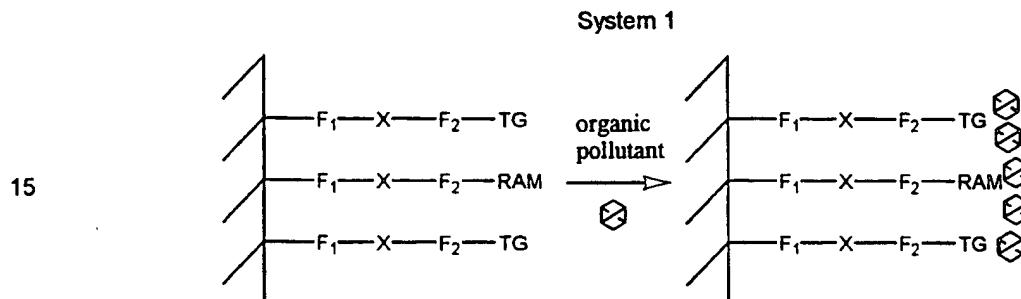 System 1
F₁—X—F₂—TG
organic
pollutant
F₁—X—F₂—TG
15
F₁—X—F₂—RAM
F₁—X—F₂—RAM
F₁—X—F₂—TG
F₁—X—F₂—TG